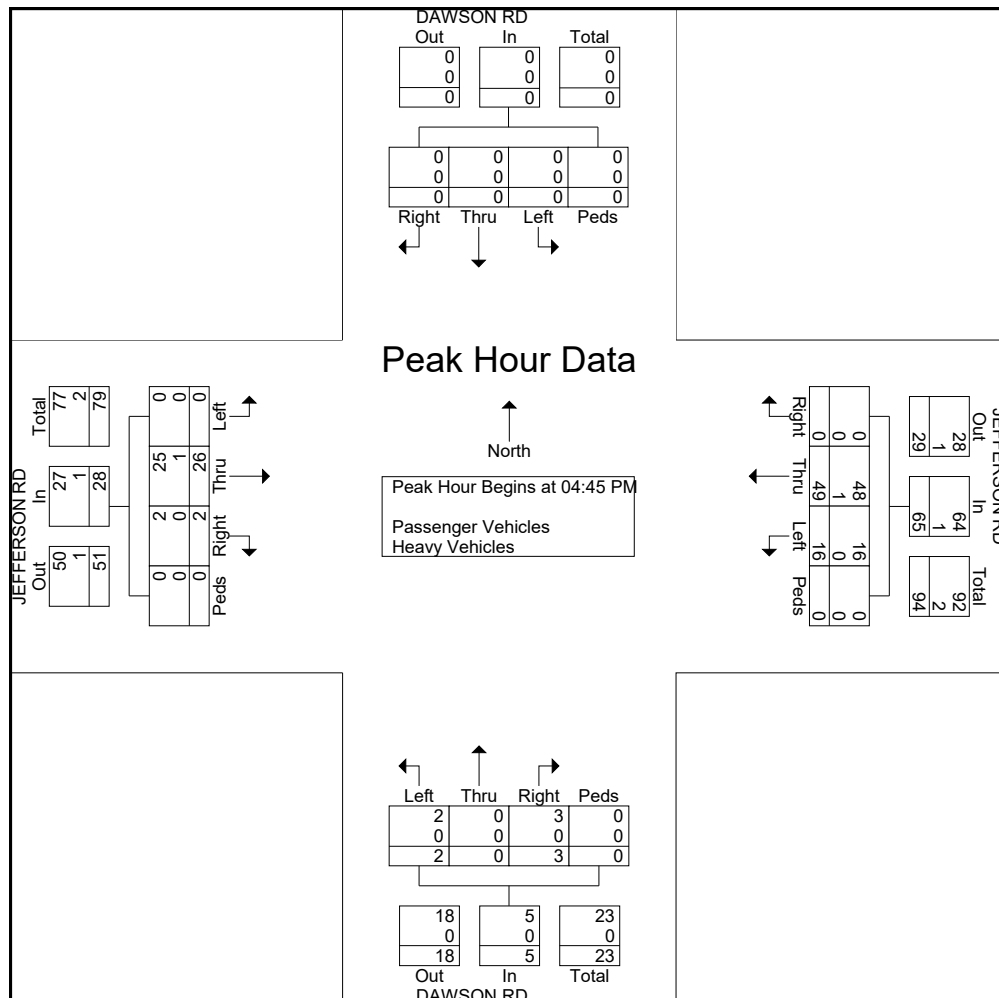 DAWSON RD
Out In Total
0 0 0
0 0 0
0 0 0
0 0 0 0
0 0 0 0
0 0 0 0
Right Thru Left Peds
Peak Hour Data
North
Peak Hour Begins at 04:45 PM
Passenger Vehicles
Heavy Vehicles
JEFFERSON RD
Out In Total
50 27 77
1 1 2
51 28 79
Left Thru Right Peds
0 25 2 0
0 1 0 0
0 26 2 0
JEFFERSON RD
Out In Total
28 64 92
1 1 2
29 65 94
Right Thru Left Peds
0 48 16 0
0 1 0 0
0 49 16 0
Left Thru Right Peds
2 0 3 0
0 0 0 0
2 0 3 0
18 5 23
0 0 0
18 5 23
Out In Total
DAWSON RD